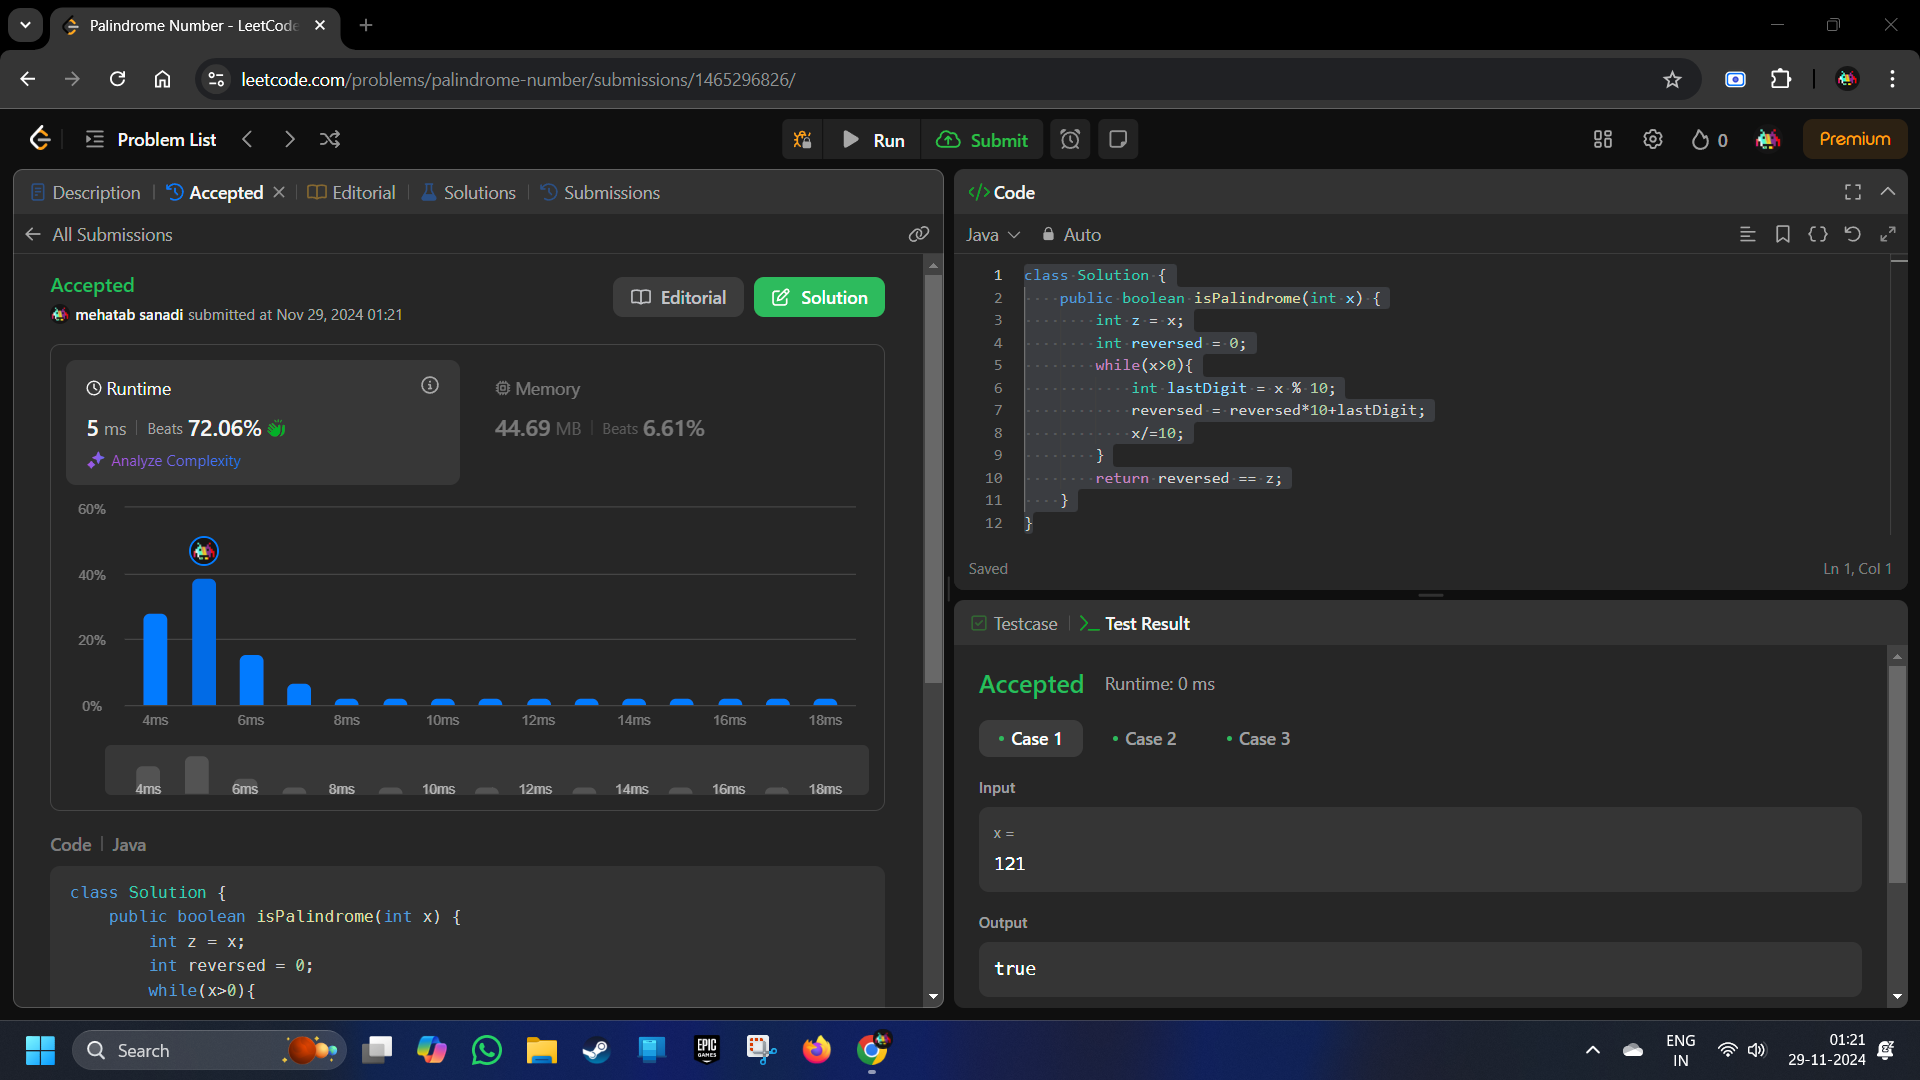 Palindrome Number - LeetCode
leetcode.com/problems/palindrome-number/submissions/1465296826/
Problem List
Run
Submit
0
Premium
Description
Accepted
Editorial
Solutions
Submissions
All Submissions
Accepted
mehatab sanadi submitted at Nov 29, 2024 01:21
Editorial
Solution
Runtime
5 ms
Beats 72.06%
Analyze Complexity
Memory
44.69 MB
Beats 6.61%
60%
40%
20%
0%
4ms 6ms 8ms 10ms 12ms 14ms 16ms 18ms
4ms 6ms 8ms 10ms 12ms 14ms 16ms 18ms
Code
Java
class Solution {
public boolean isPalindrome(int x) {
int z = x;
int reversed = 0;
while(x>0){
</> Code
Java
Auto
1 class Solution {
2 public boolean isPalindrome(int x) {
3 int z = x;
4 int reversed = 0;
5 while(x>0){
6 int lastDigit = x % 10;
7 reversed = reversed*10+lastDigit;
8 x/=10;
9 }
10 return reversed == z;
11 }
12 }
Saved
Ln 1, Col 1
Testcase
Test Result
Accepted
Runtime: 0 ms
Case 1
Case 2
Case 3
Input
x =
121
Output
true
Search
EPIC
GAMES
ENG
IN
01:21
29-11-2024